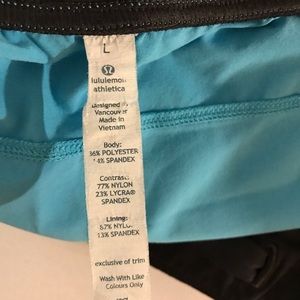 L
lululemon
athletica
Designed in
Vancouver
Made in
Vietnam
Body:
86% POLYESTER
14% SPANDEX
Contrast:
77% NYLON
23% LYCRA®
SPANDEX
Lining:
87% NYLON
13% SPANDEX
exclusive of trim
Wash With Like
Colours Only